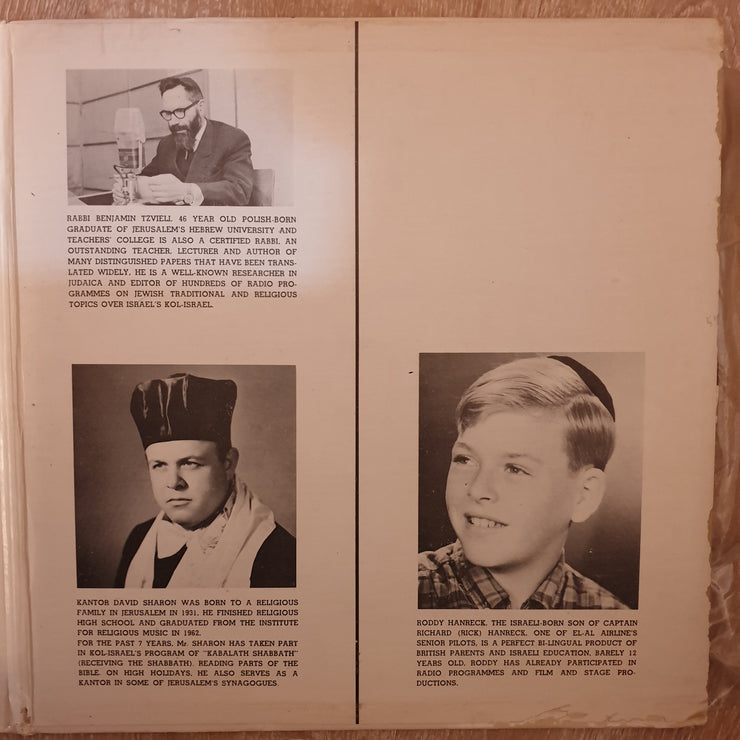 RABBI BENJAMIN TZVIELI, 46 YEAR OLD POLISH-BORN
GRADUATE OF JERUSALEM'S HEBREW UNIVERSITY AND
TEACHERS' COLLEGE IS ALSO A CERTIFIED RABBI, AN
OUTSTANDING TEACHER, LECTURER AND AUTHOR OF
MANY DISTINGUISHED PAPERS THAT HAVE BEEN TRANS-
LATED WIDELY. HE IS A WELL-KNOWN RESEARCHER IN
JUDAICA AND EDITOR OF HUNDREDS OF RADIO PRO-
GRAMMES ON JEWISH TRADITIONAL AND RELIGIOUS
TOPICS OVER ISRAEL'S KOL-ISRAEL.
KANTOR DAVID SHARON WAS BORN TO A RELIGIOUS
FAMILY IN JERUSALEM IN 1931. HE FINISHED RELIGIOUS
HIGH SCHOOL AND GRADUATED FROM THE INSTITUTE
FOR RELIGIOUS MUSIC IN 1962.
FOR THE PAST 7 YEARS, Mr. SHARON HAS TAKEN PART
IN KOL-ISRAEL'S PROGRAM OF "KABALATH SHABBATH"
(RECEIVING THE SHABBATH), READING PARTS OF THE
BIBLE. ON HIGH HOLIDAYS, HE ALSO SERVES AS A
KANTOR IN SOME OF JERUSALEM'S SYNAGOGUES.
RODDY HANRECK, THE ISRAELI-BORN SON OF CAPTAIN
RICHARD (RICK) HANRECK, ONE OF EL-AL AIRLINE'S
SENIOR PILOTS, IS A PERFECT BI-LINGUAL PRODUCT OF
BRITISH PARENTS AND ISRAELI EDUCATION. BARELY 12
YEARS OLD, RODDY HAS ALREADY PARTICIPATED IN
RADIO PROGRAMMES AND FILM AND STAGE PRO-
DUCTIONS.